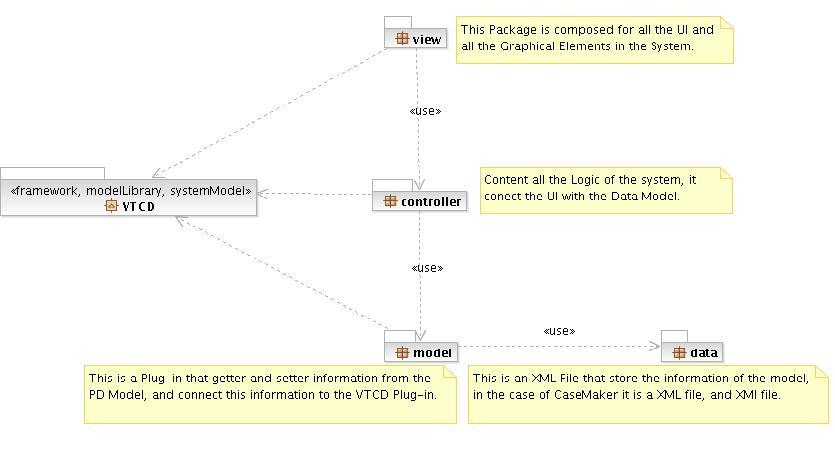 view
This Package is composed for all the UI and
all the Graphical Elements in the System.
«use»
«framework, modelLibrary, systemModel»
VTCD
controller
Content all the Logic of the system, it
conect the UI with the Data Model.
«use»
model
«use»
data
This is a Plug-in that getter and setter information from the
PD Model, and connect this information to the VTCD Plug-in.
This is an XML File that store the information of the model,
in the case of CaseMaker it is a XML file, and XMI file.